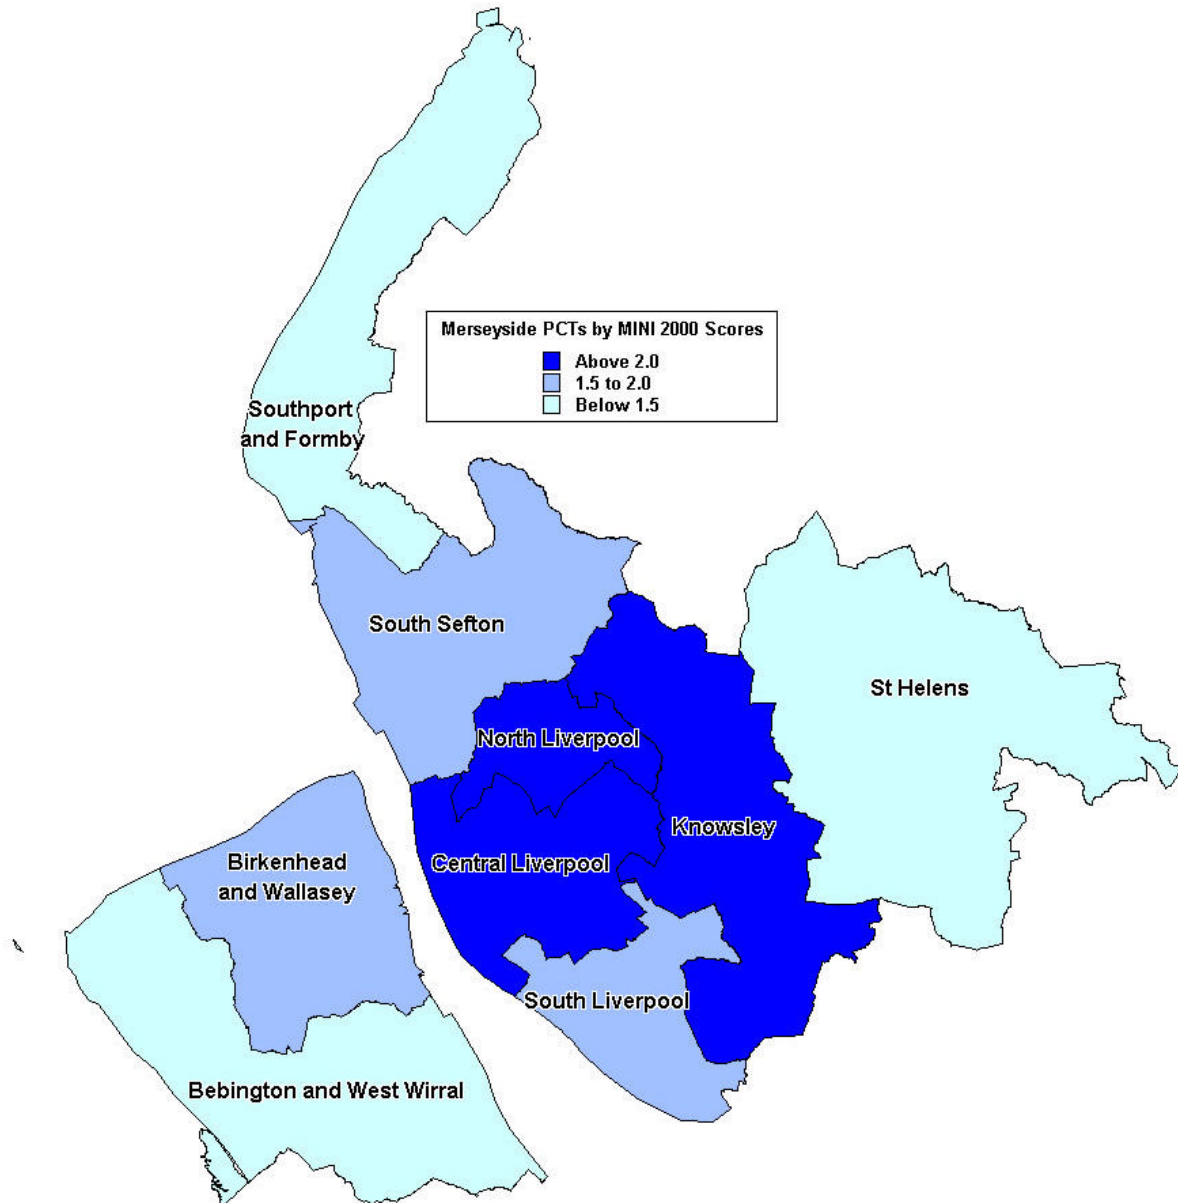 Merseyside PCTs by MINI 2000 Scores
Above 2.0
1.5 to 2.0
Below 1.5
Southport
and Formby
South Sefton
St Helens
North Liverpool
Knowsley
Central Liverpool
Birkenhead
and Wallasey
South Liverpool
Bebington and West Wirral